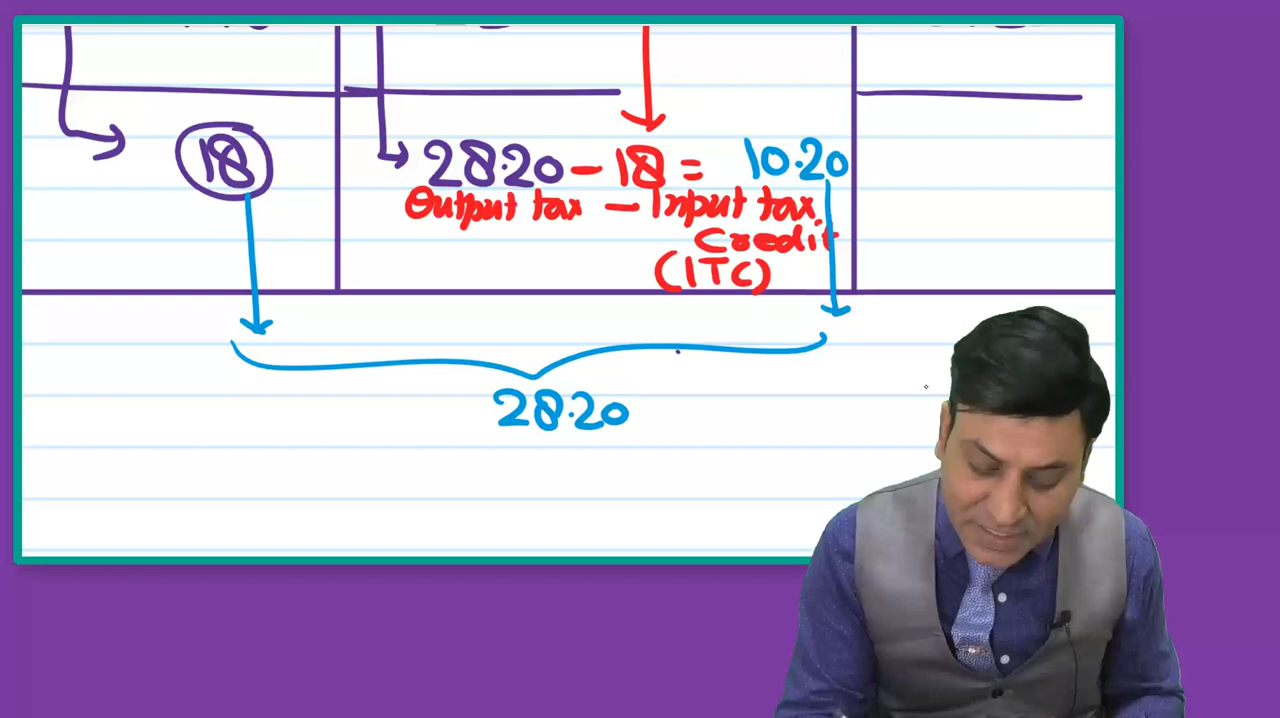 18
28.20 - 18 = 10.20
Output tax - Input tax
Credit
(ITC)
28.20